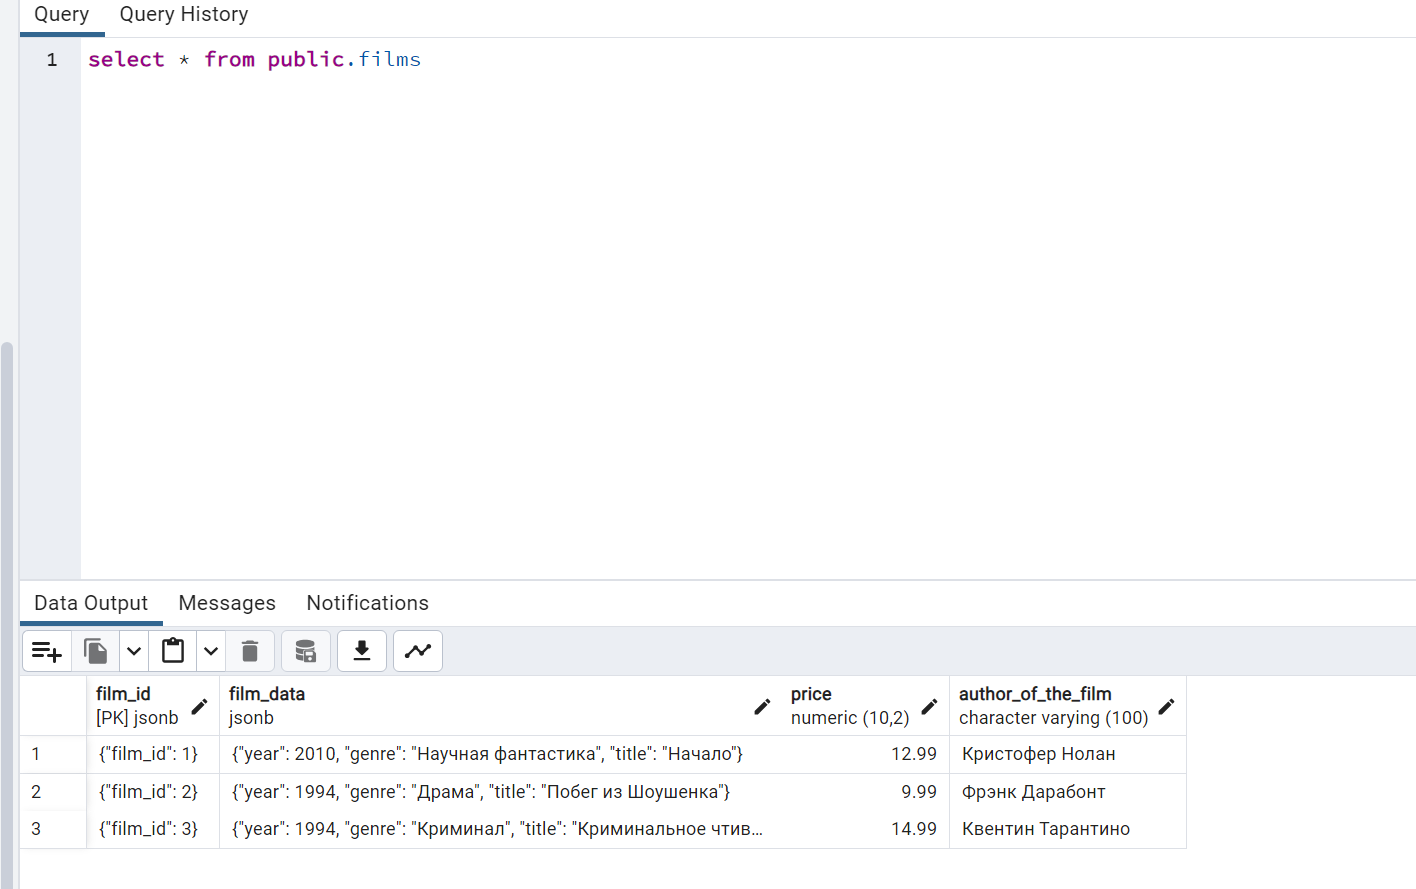 Query Query History
1 select * from public.films
Data Output Messages Notifications
film_id film_data price author_of_the_film
[PK] jsonb jsonb numeric (10,2) character varying (100)
1 {"film_id": 1} {"year": 2010, "genre": "Научная фантастика", "title": "Начало"} 12.99 Кристофер Нолан
2 {"film_id": 2} {"year": 1994, "genre": "Драма", "title": "Побег из Шоушенка"} 9.99 Фрэнк Дарабонт
3 {"film_id": 3} {"year": 1994, "genre": "Криминал", "title": "Криминальное чтив... 14.99 Квентин Тарантино